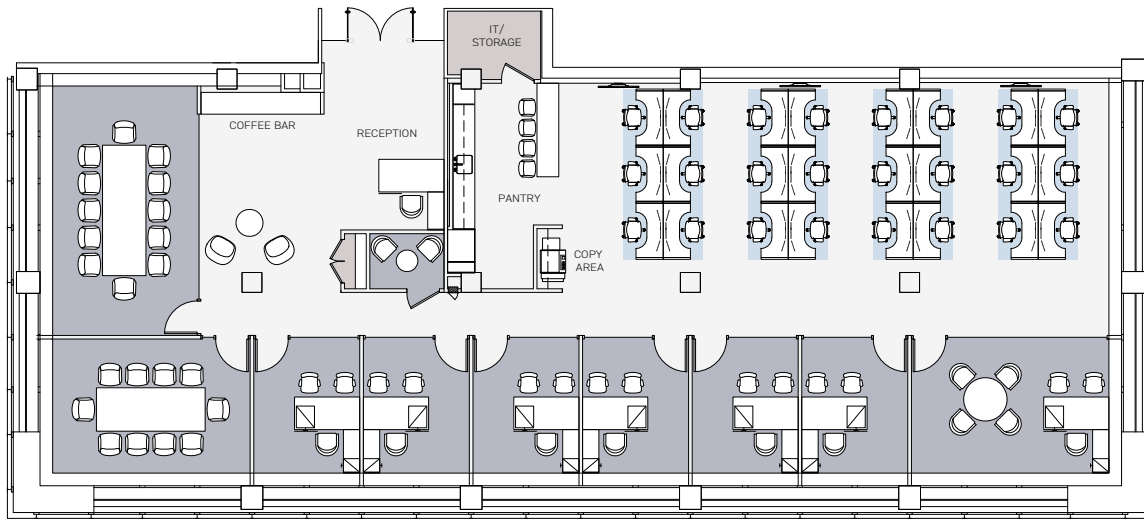 IT/
STORAGE
COFFEE BAR
RECEPTION
PANTRY
COPY
AREA